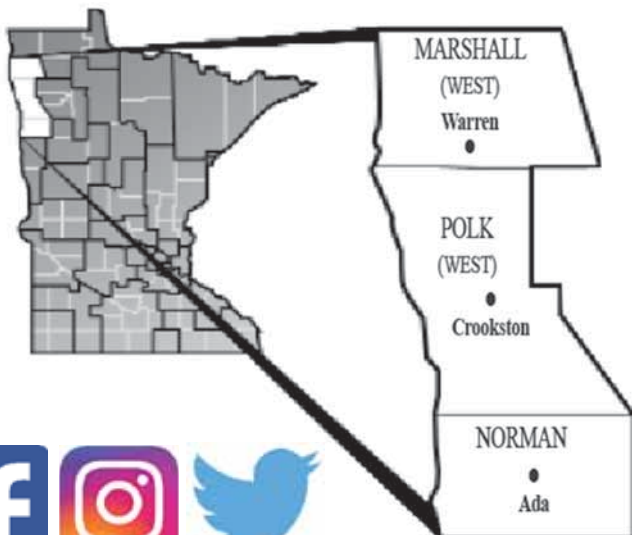 MARSHALL
(WEST)
Warren
POLK
(WEST)
Crookston
NORMAN
Ada